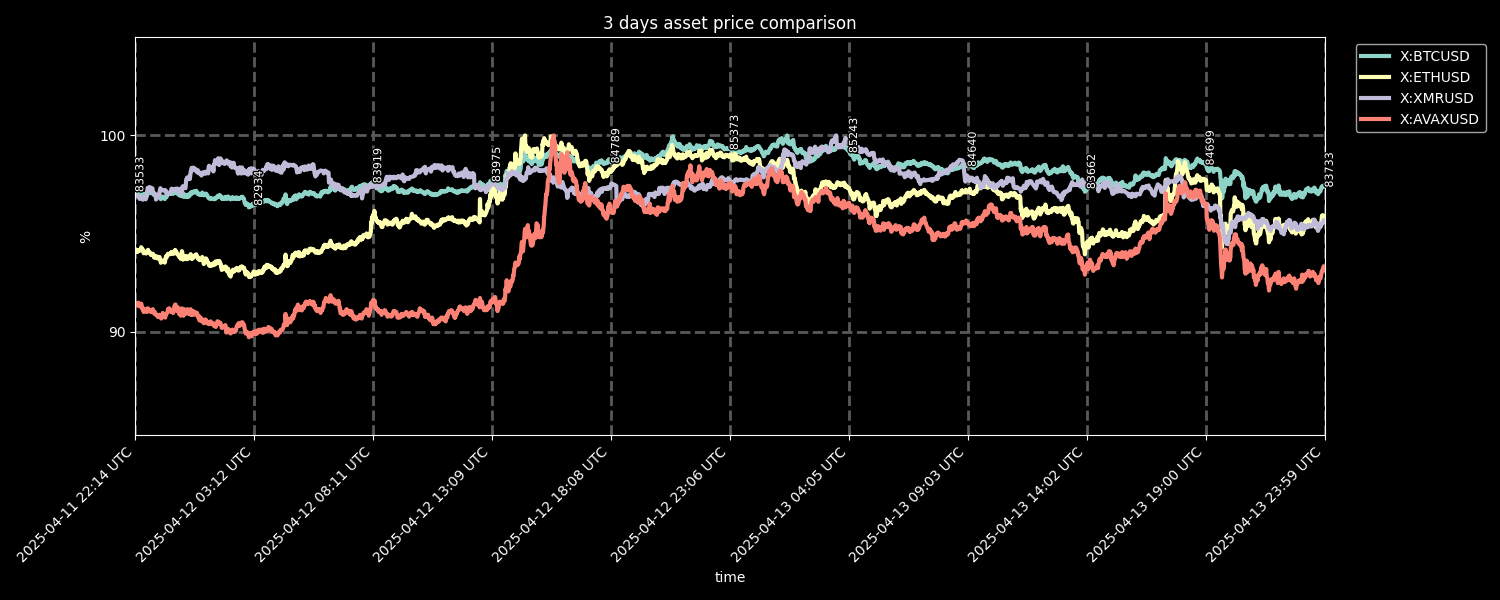 3 days asset price comparison
X:BTCUSD
X:ETHUSD
X:XMRUSD
X:AVAXUSD
100
90
%
83533
82934
83919
83975
84789
85373
85243
84640
83662
84699
83733
2025-04-11 22:14 UTC
2025-04-12 03:12 UTC
2025-04-12 08:11 UTC
2025-04-12 13:09 UTC
2025-04-12 18:08 UTC
2025-04-12 23:06 UTC
2025-04-13 04:05 UTC
2025-04-13 09:03 UTC
2025-04-13 14:02 UTC
2025-04-13 19:00 UTC
2025-04-13 23:59 UTC
time